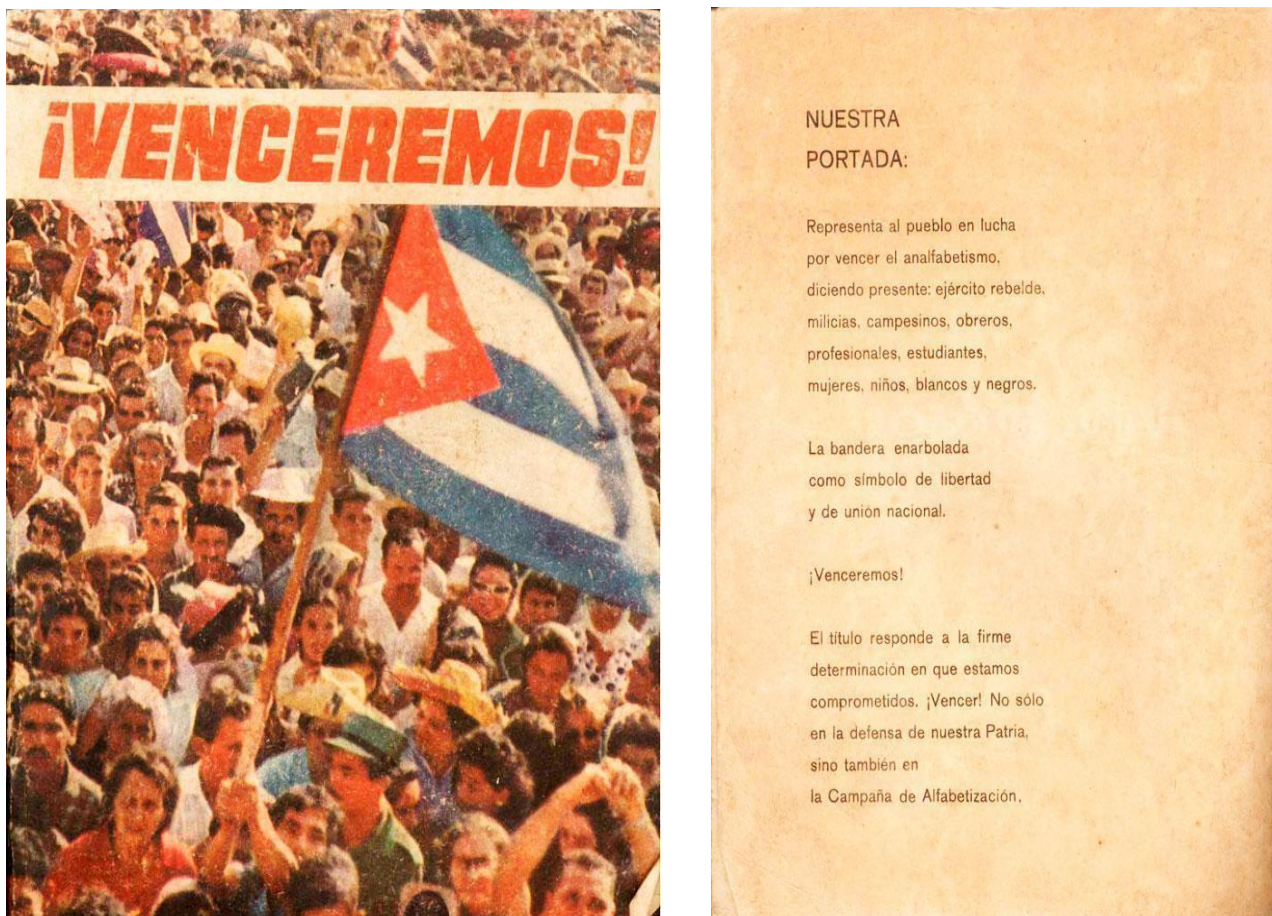 ¡VENCEREMOS!
NUESTRA
PORTADA:
Representa al pueblo en lucha
por vencer el analfabetismo,
diciendo presente: ejército rebelde,
milicias, campesinos, obreros,
profesionales, estudiantes,
mujeres, niños, blancos y negros.
La bandera enarbolada
como símbolo de libertad
y de unión nacional.
¡Venceremos!
El título responde a la firme
determinación en que estamos
comprometidos. ¡Vencer! No sólo
en la defensa de nuestra Patria,
sino también en
la Campaña de Alfabetización,